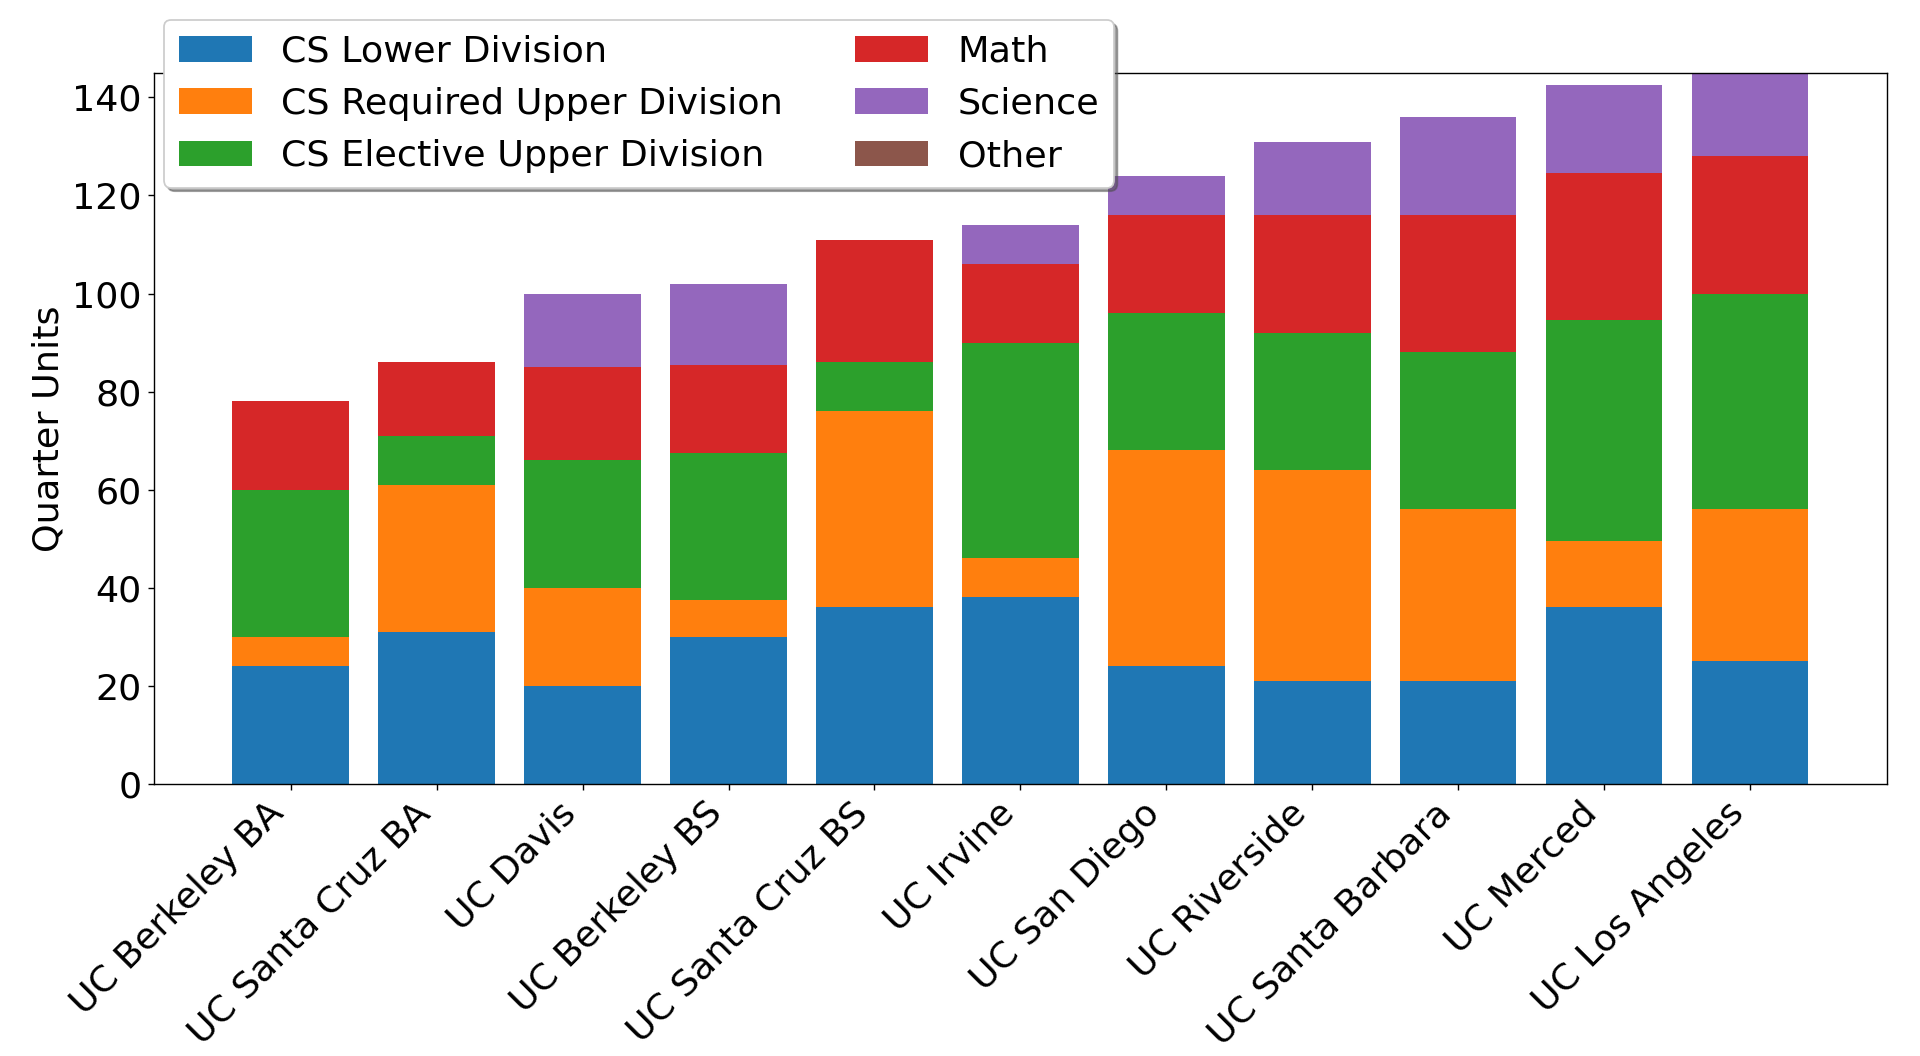 CS Lower Division
CS Required Upper Division
CS Elective Upper Division
Math
Science
Other
Quarter Units
140
120
100
80
60
40
20
0
UC Berkeley BA
UC Santa Cruz BA
UC Davis
UC Berkeley BS
UC Santa Cruz BS
UC Irvine
UC San Diego
UC Riverside
UC Santa Barbara
UC Merced
UC Los Angeles